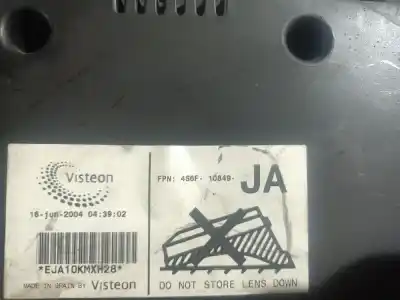 Visteon
16-jun-2004 04:39:02
*EJA10KMXH28*
MADE IN SPAIN BY Visteon
FPN: 4S6F- 10849- JA
DO NOT STORE LENS DOWN